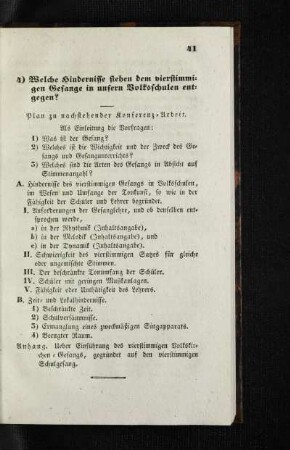 41
4) Welche Hindernisse stehen dem vierstimmi-
gen Gesange in unsern Volksschulen ent-
gegen?
Plan zu nachstehender Konferenz-Arbeit.
Als Einleitung die Vorfragen:
1) Was ist der Gesang?
2) Welches ist die Wichtigkeit und der Zweck des Ge-
sangs und Gesangunterrichtes?
3) Welches sind die Arten des Gesangs in Absicht auf
Stimmenanzahl?
A. Hindernisse des vierstimmigen Gesangs in Volksschulen,
im Wesen und Umfange der Tonkunst, so wie in der
Fähigkeit der Schüler und Lehrer begründet.
I. Anforderungen der Gesanglehre, und ob denselben ent-
sprochen werde,
a) in der Rhythmik (Inhaltsangabe),
b) in der Melodik (Inhaltsangabe), und
c) in der Dynamik (Inhaltsangabe).
II. Schwierigkeit des vierstimmigen Satzes für gleiche
oder ungemischte Stimmen.
III. Der beschränkte Tonumfang der Schüler.
IV. Schüler mit geringen Musikanlagen.
V. Fähigkeit oder Unthätigkeit des Lehrers.
B. Zeit- und Lokalhindernisse.
1) Beschränkte Zeit.
2) Schulversäumnisse.
3) Ermanglung eines zweckmäßigen Singapparats.
4) Beengter Raum.
Anhang. Ueber Einführung des vierstimmigen Volkskir-
chen-Gesangs, gegründet auf den vierstimmigen
Schulgesang.